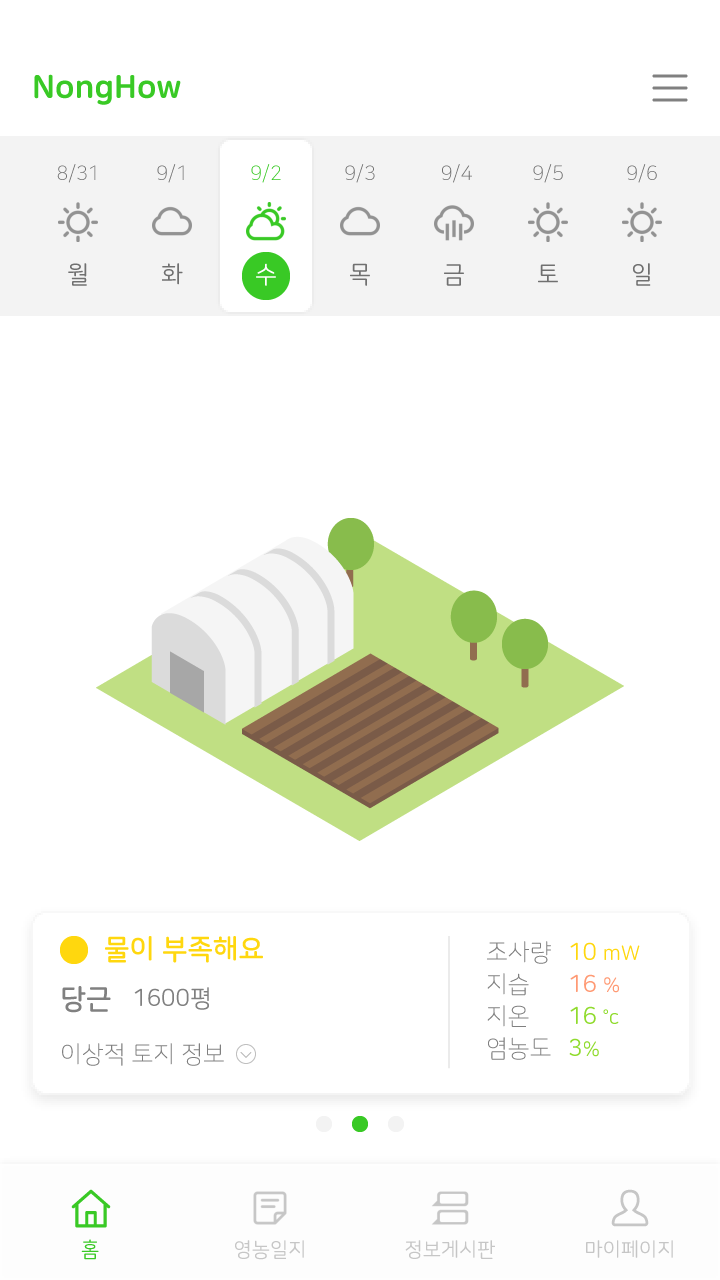 NongHow
8/31 9/1 9/2 9/3 9/4 9/5 9/6
월 화 수 목 금 토 일
물이 부족해요
당근 1600평
이상적 토지 정보
조사량 10 mW
지습 16 %
지온 16 °c
염농도 3%
홈 영농일지 정보게시판 마이페이지